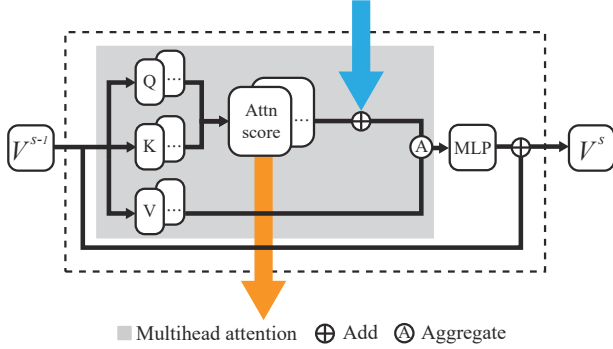 Q ...
Attn
score ...
V^{s-1}
K ...
A
MLP
V^s
V ...
Multihead attention
Add
A Aggregate